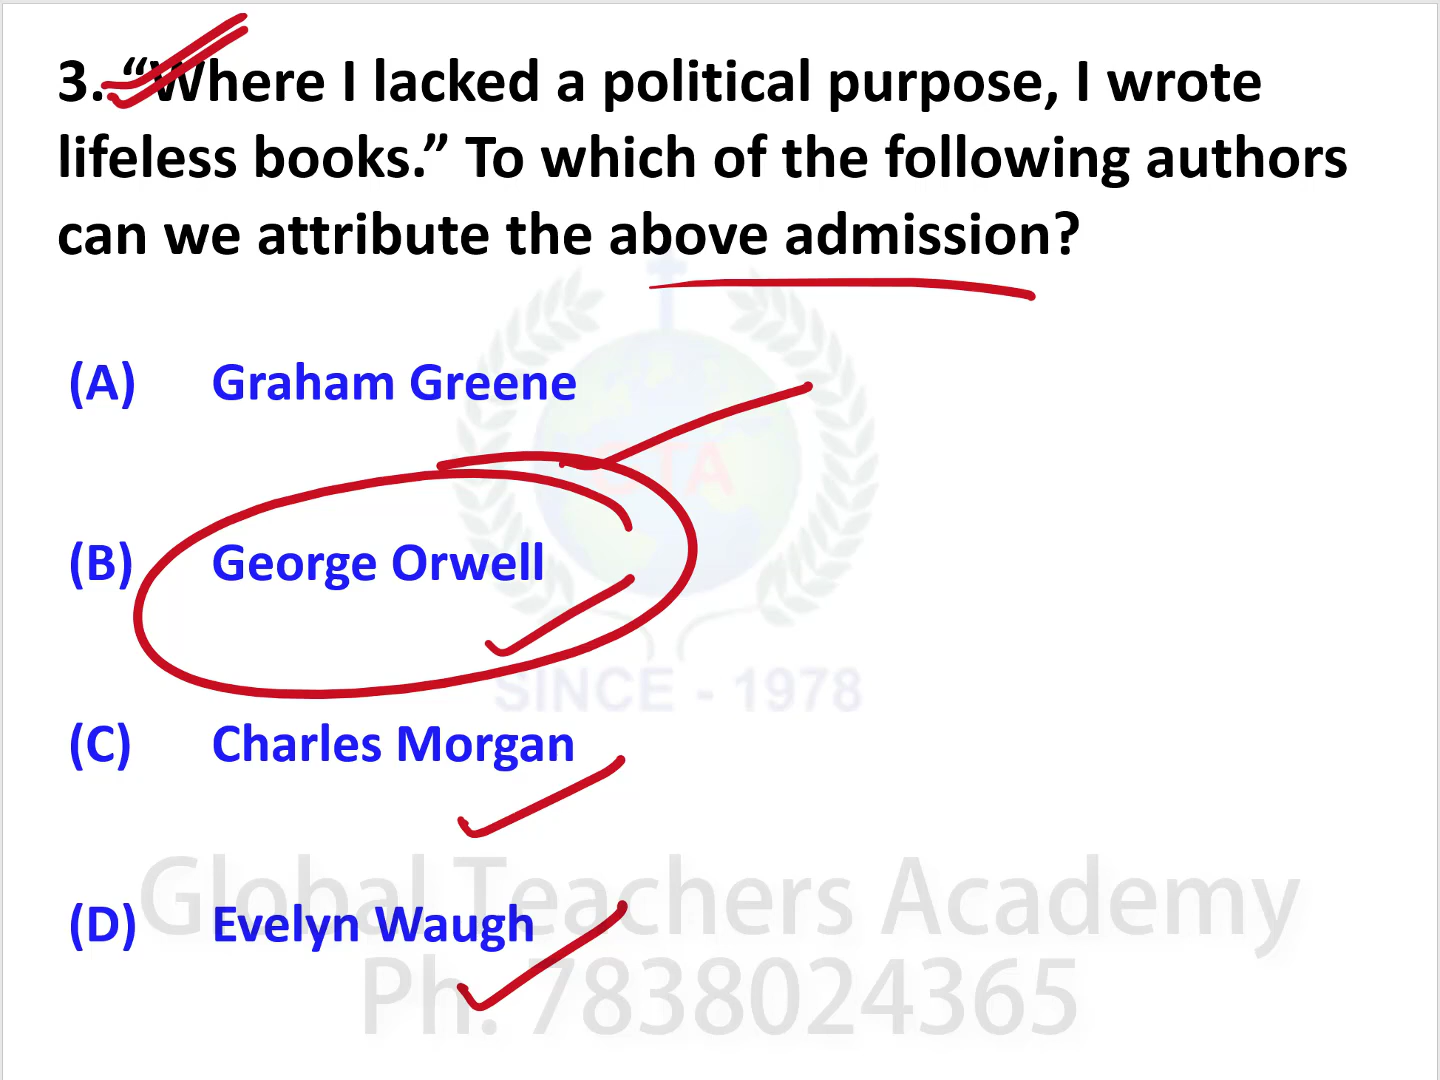 3. “Where I lacked a political purpose, I wrote
lifeless books.” To which of the following authors
can we attribute the above admission?
(A) Graham Greene
GTA
(B) George Orwell
SINCE - 1978
(C) Charles Morgan
Global Teachers Academy
(D) Evelyn Waugh
Ph. 7838024365